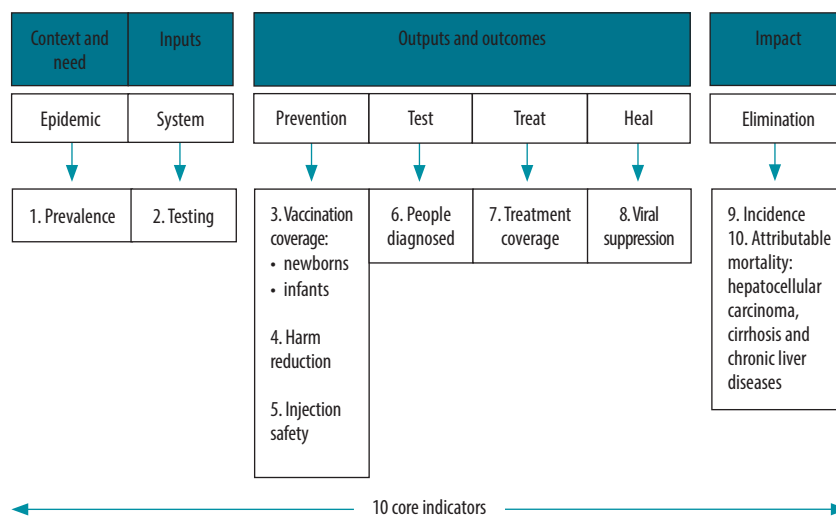 Context and
need
Inputs
Outputs and outcomes
Impact
Epidemic
System
Prevention
Test
Treat
Heal
Elimination
1. Prevalence
2. Testing
3. Vaccination
coverage:
• newborns
• infants
4. Harm
reduction
5. Injection
safety
6. People
diagnosed
7. Treatment
coverage
8. Viral
suppression
9. Incidence
10. Attributable
mortality:
hepatocellular
carcinoma,
cirrhosis and
chronic liver
diseases
10 core indicators